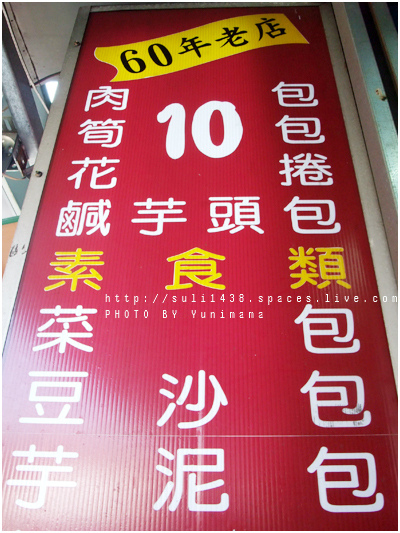 60年老店
肉 包
筍 10 包
花 捲
鹹芋頭包
素食類
http://suli1438.spaces.live.com
PHOTO BY Yunimama
菜 包
豆沙包
芋泥包